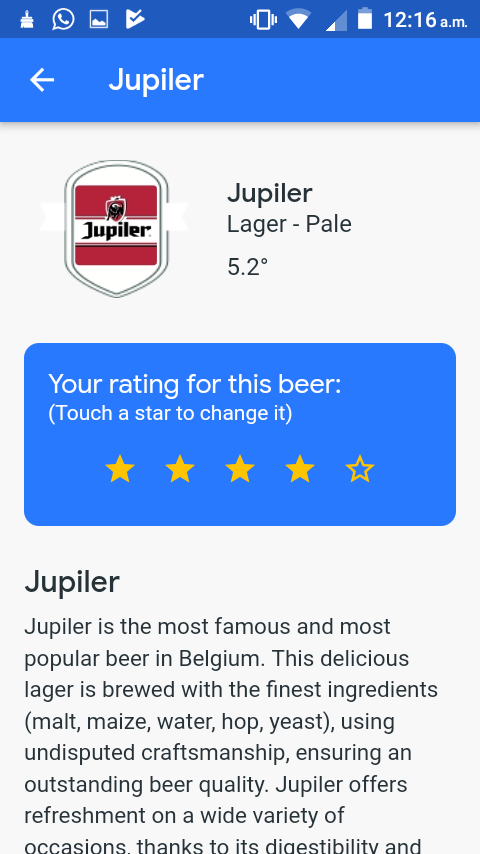 12:16 a.m.
Jupiler
Jupiler.
Jupiler
Lager - Pale
5.2°
Your rating for this beer:
(Touch a star to change it)
Jupiler
Jupiler is the most famous and most
popular beer in Belgium. This delicious
lager is brewed with the finest ingredients
(malt, maize, water, hop, yeast), using
undisputed craftsmanship, ensuring an
outstanding beer quality. Jupiler offers
refreshment on a wide variety of
occasions, thanks to its digestibility and